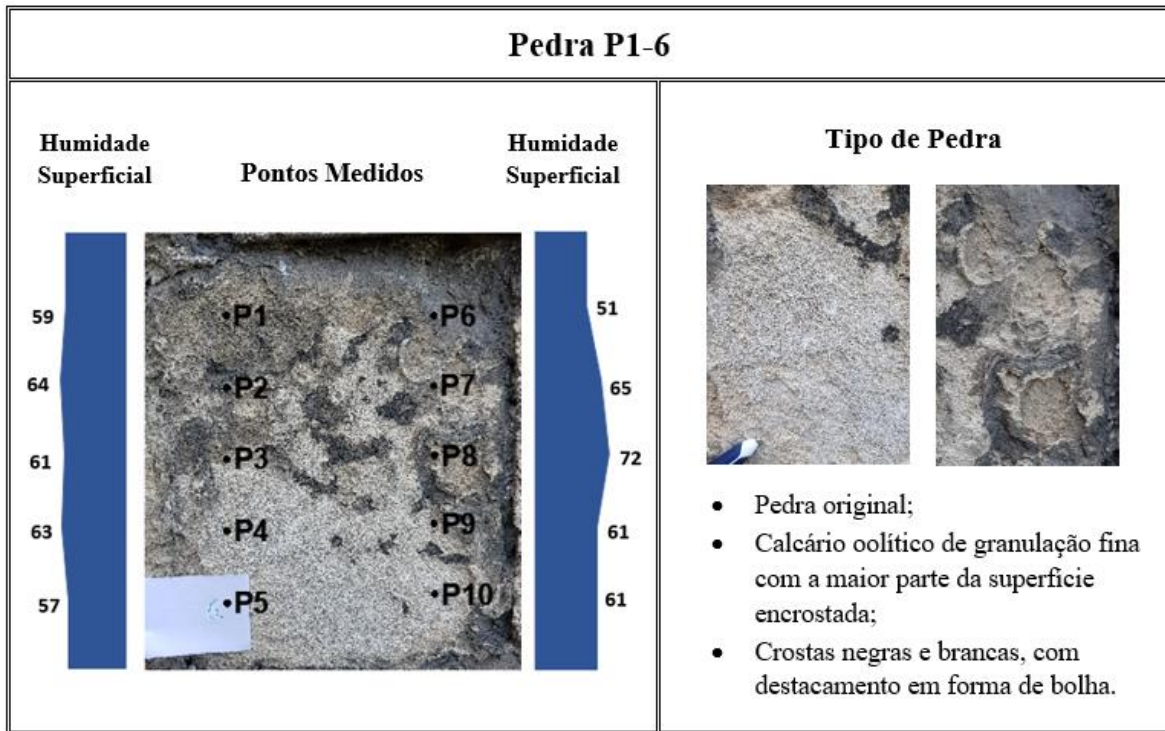 Pedra P1-6
Humidade
Superficial
Pontos Medidos
Humidade
Superficial
59
64
61
63
57
P1
P2
P3
P4
P5
P6
P7
P8
P9
P10
51
65
72
61
61
Tipo de Pedra
• Pedra original;
• Calcário oolítico de granulação fina
com a maior parte da superfície
encrostada;
• Crostas negras e brancas, com
destacamento em forma de bolha.